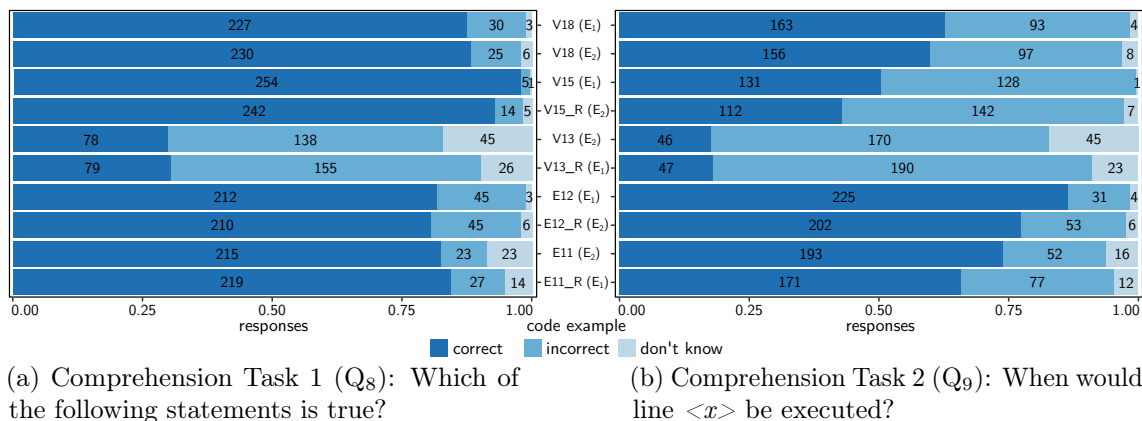 227 30 3 V18 (E₁) 163 93 4
230 25 6 V18 (E₂) 156 97 8
254 5 1 V15 (E₁) 131 128 1
242 14 5 V15_R (E₂) 112 142 7
78 138 45 V13 (E₂) 46 170 45
79 155 26 V13_R (E₁) 47 190 23
212 45 3 E12 (E₁) 225 31 4
210 45 6 E12_R (E₂) 202 53 6
215 23 23 E11 (E₂) 193 52 16
219 27 14 E11_R (E₁) 171 77 12
0.00 0.25 0.50 0.75 1.00 0.00 0.25 0.50 0.75 1.00
responses code example responses
correct incorrect don't know
(a) Comprehension Task 1 (Q₈): Which of
the following statements is true?
(b) Comprehension Task 2 (Q₉): When would
line <x> be executed?